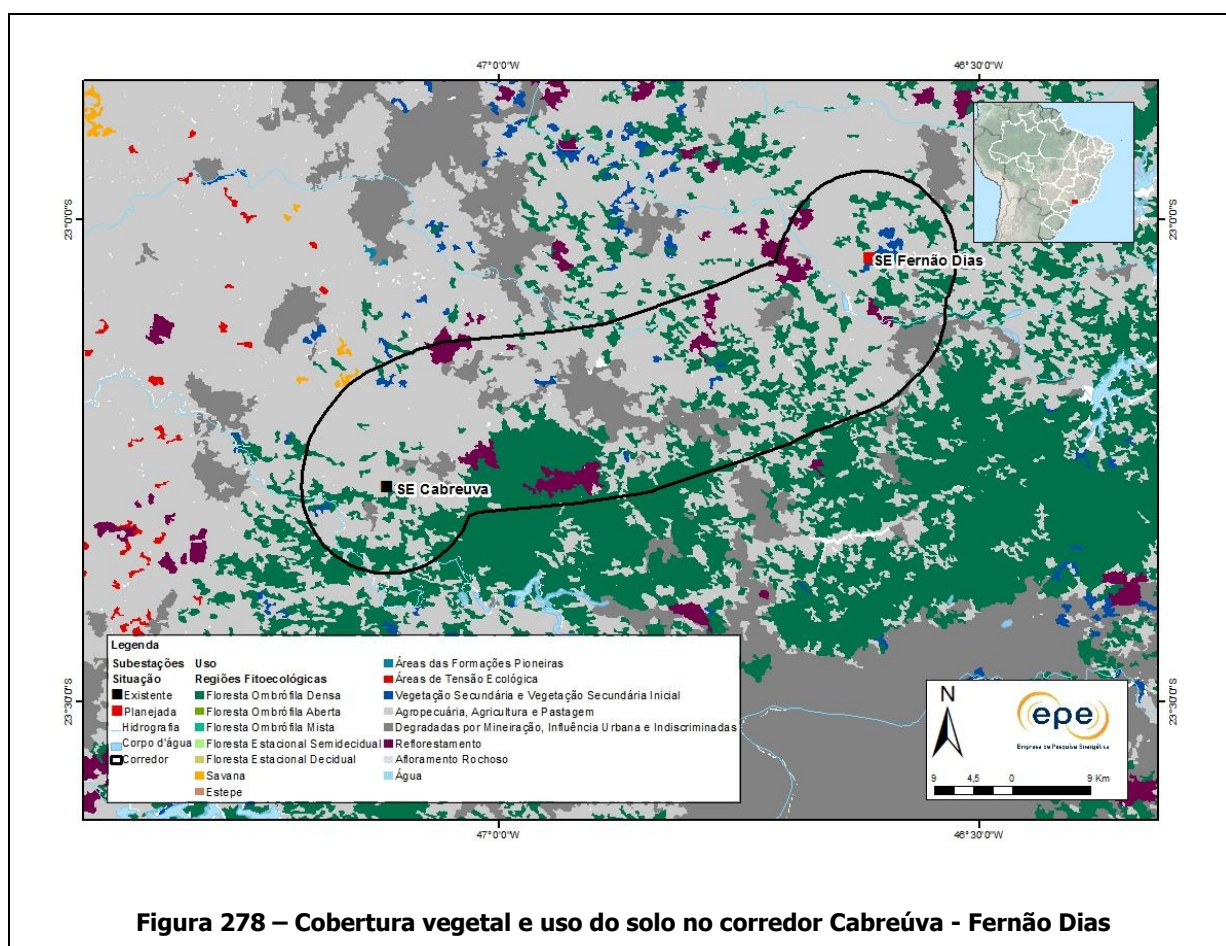 47°0'0"W
46°30'0"W
23°0'0"S
23°0'0"S
SE Fernão Dias
SE Cabreuva
Legenda
Subestações
Situação
Existente
Planejada
Hidrografia
Corpo d'água
Corredor
Uso
Regiões Fitoecológicas
Floresta Ombrófila Densa
Floresta Ombrófila Aberta
Floresta Ombrófila Mista
Floresta Estacional Semidecidual
Floresta Estacional Decidual
Savana
Estepe
Áreas das Formações Pioneiras
Áreas de Tensão Ecológica
Vegetação Secundária e Vegetação Secundária Inicial
Agropecuária, Agricultura e Pastagem
Degradadas por Mineiração, Influência Urbana e Indiscriminadas
Reflorestamento
Afloramento Rochoso
Água
N
epe
Empresa de Pesquisa Energética
9 4,5 0 9 Km
23°30'0"S
23°30'0"S
47°0'0"W
46°30'0"W
Figura 278 – Cobertura vegetal e uso do solo no corredor Cabreúva - Fernão Dias